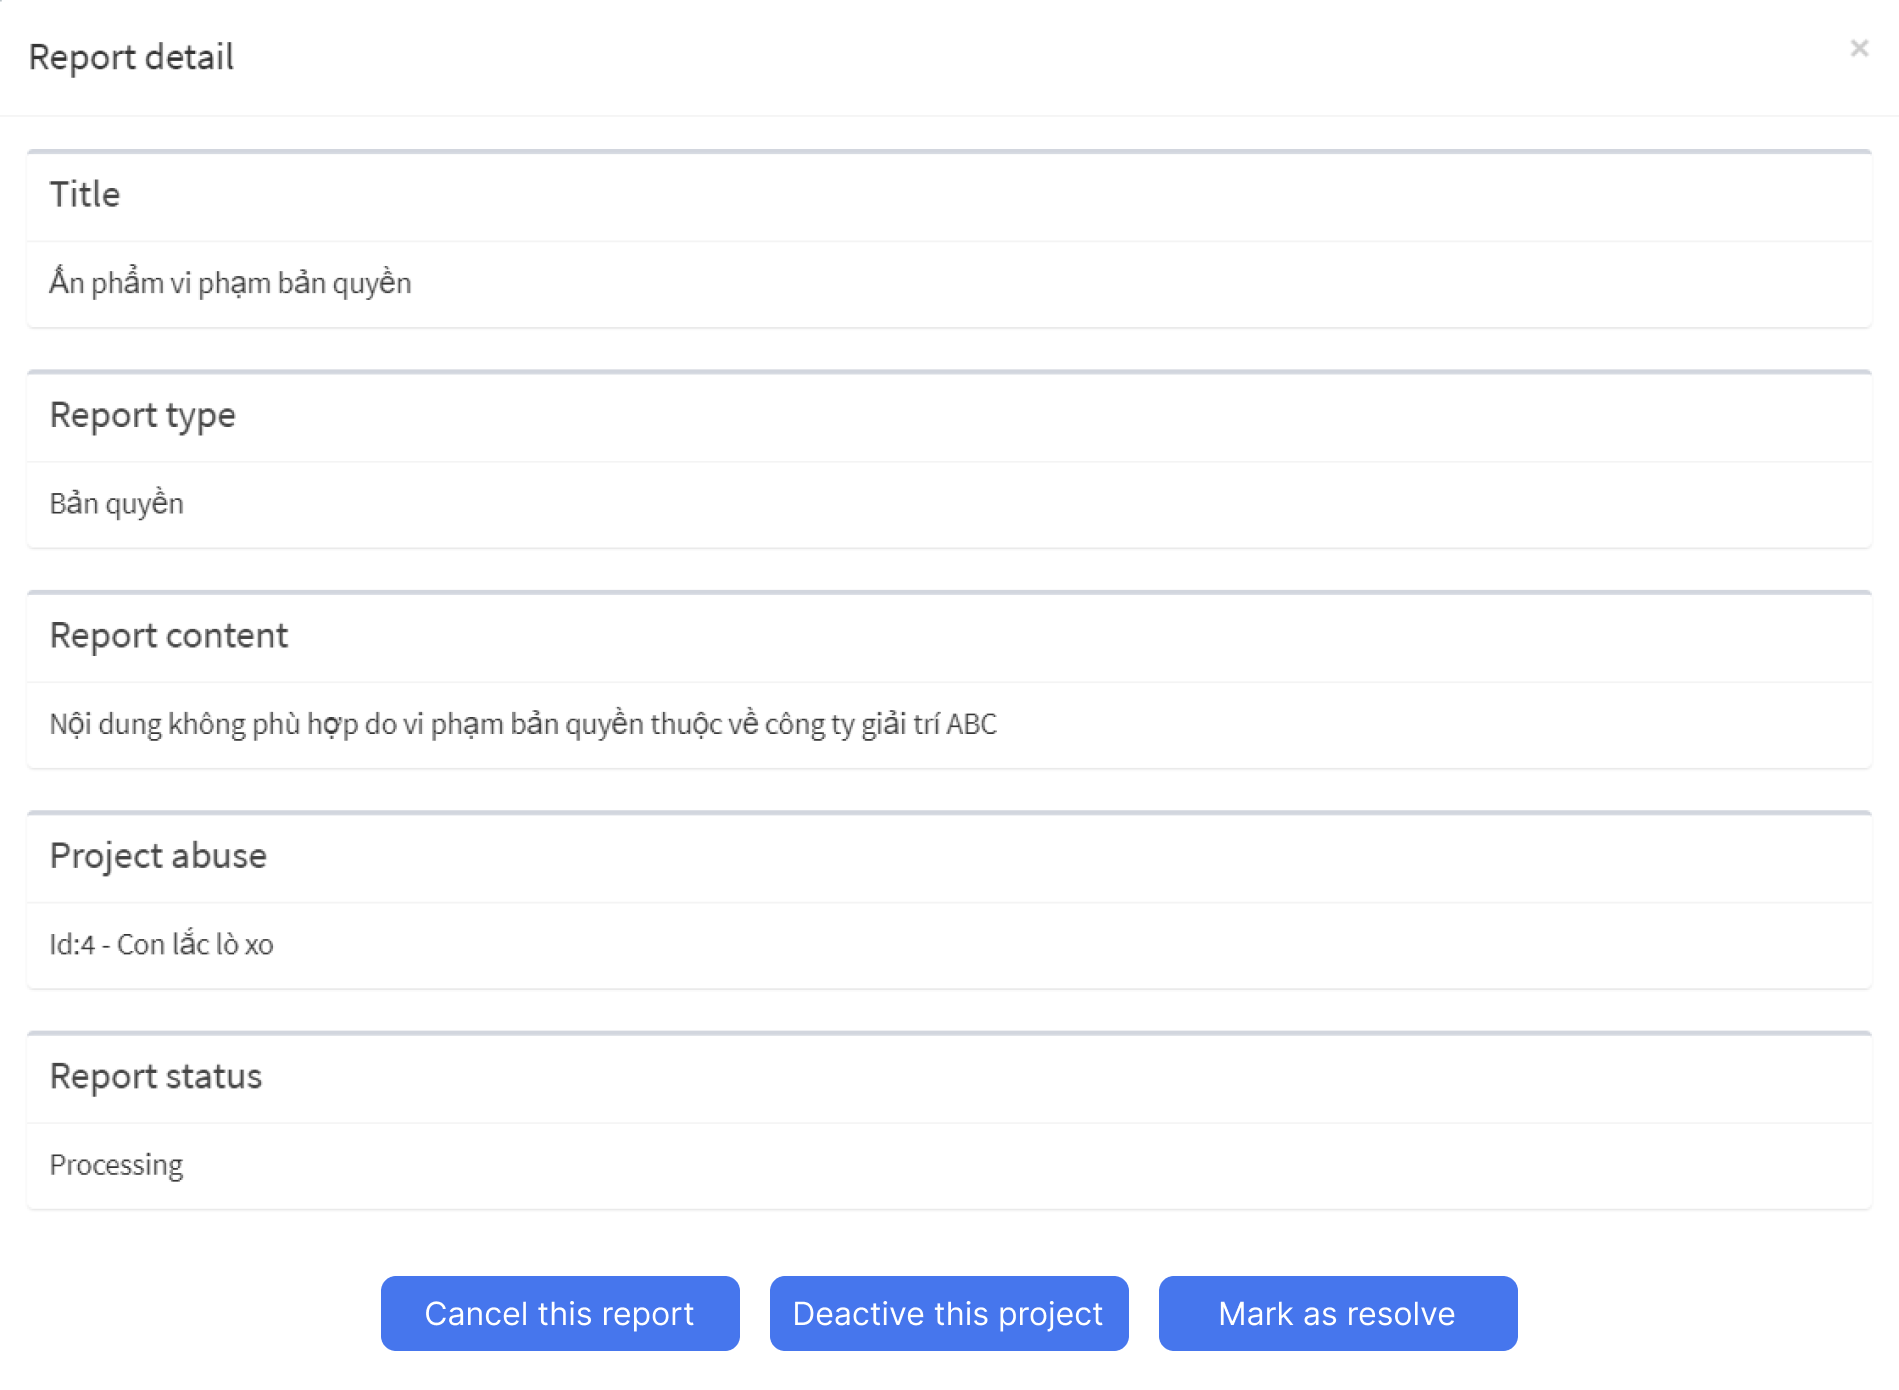 Report detail
×
Title
Ấn phẩm vi phạm bản quyền
Report type
Bản quyền
Report content
Nội dung không phù hợp do vi phạm bản quyền thuộc về công ty giải trí ABC
Project abuse
Id:4 - Con lắc lò xo
Report status
Processing
Cancel this report
Deactive this project
Mark as resolve